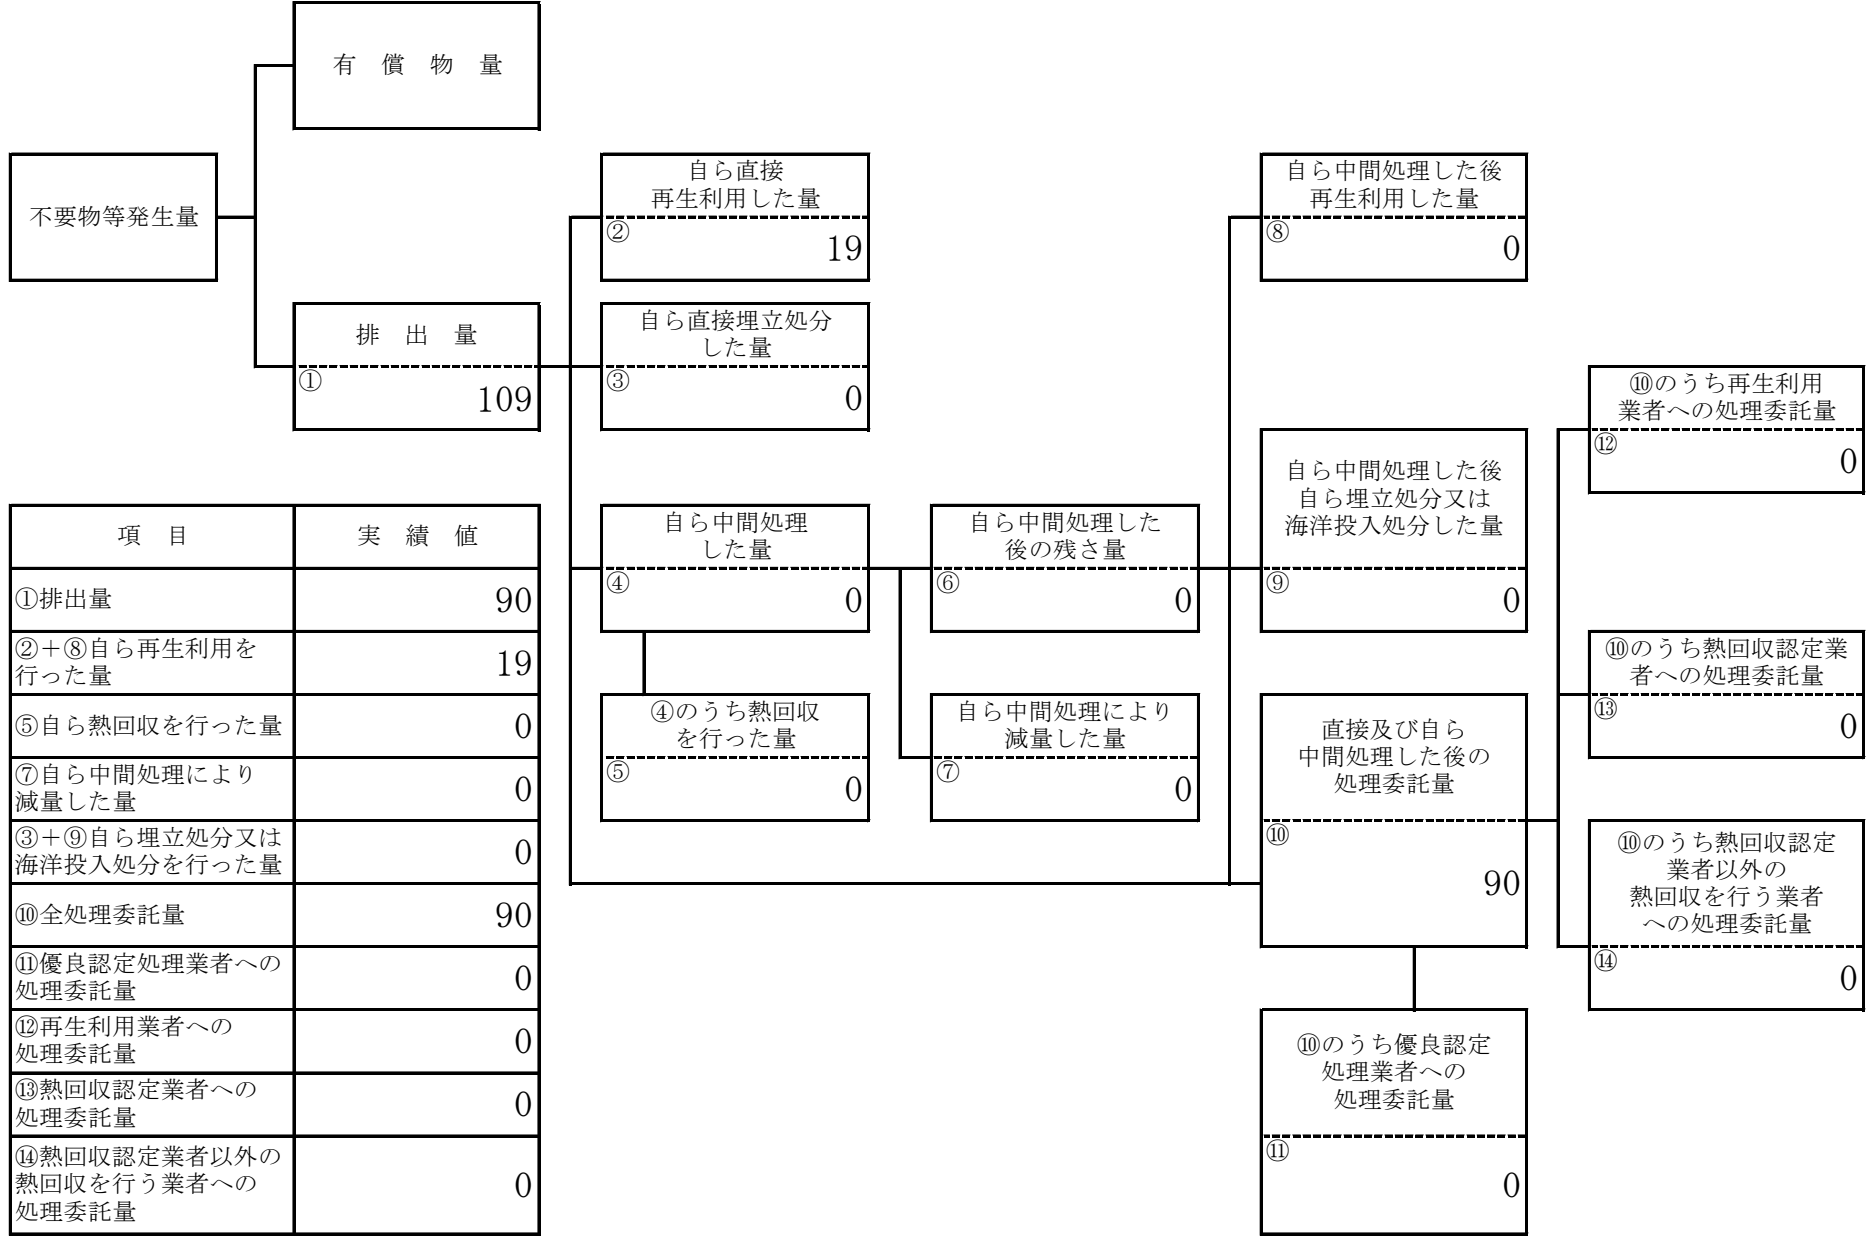 有 償 物 量
不要物等発生量
排 出 量
①
109
自ら直接
再生利用した量
②
19
自ら直接埋立処分
した量
③
0
自ら中間処理
した量
④
0
④のうち熱回収
を行った量
⑤
0
自ら中間処理した
後の残さ量
⑥
0
自ら中間処理により
減量した量
⑦
0
自ら中間処理した後
再生利用した量
⑧
0
自ら中間処理した後
自ら埋立処分又は
海洋投入処分した量
⑨
0
直接及び自ら
中間処理した後の
処理委託量
⑩
90
⑩のうち優良認定
処理業者への
処理委託量
⑪
0
⑩のうち再生利用
業者への処理委託量
⑫
0
⑩のうち熱回収認定業
者への処理委託量
⑬
0
⑩のうち熱回収認定
業者以外の
熱回収を行う業者
への処理委託量
⑭
0
項 目 実 績 値
①排出量 90
②+⑧自ら再生利用を
行った量 19
⑤自ら熱回収を行った量 0
⑦自ら中間処理により
減量した量 0
③+⑨自ら埋立処分又は
海洋投入処分を行った量 0
⑩全処理委託量 90
⑪優良認定処理業者への
処理委託量 0
⑫再生利用業者への
処理委託量 0
⑬熱回収認定業者への
処理委託量 0
⑭熱回収認定業者以外の
熱回収を行う業者への
処理委託量 0